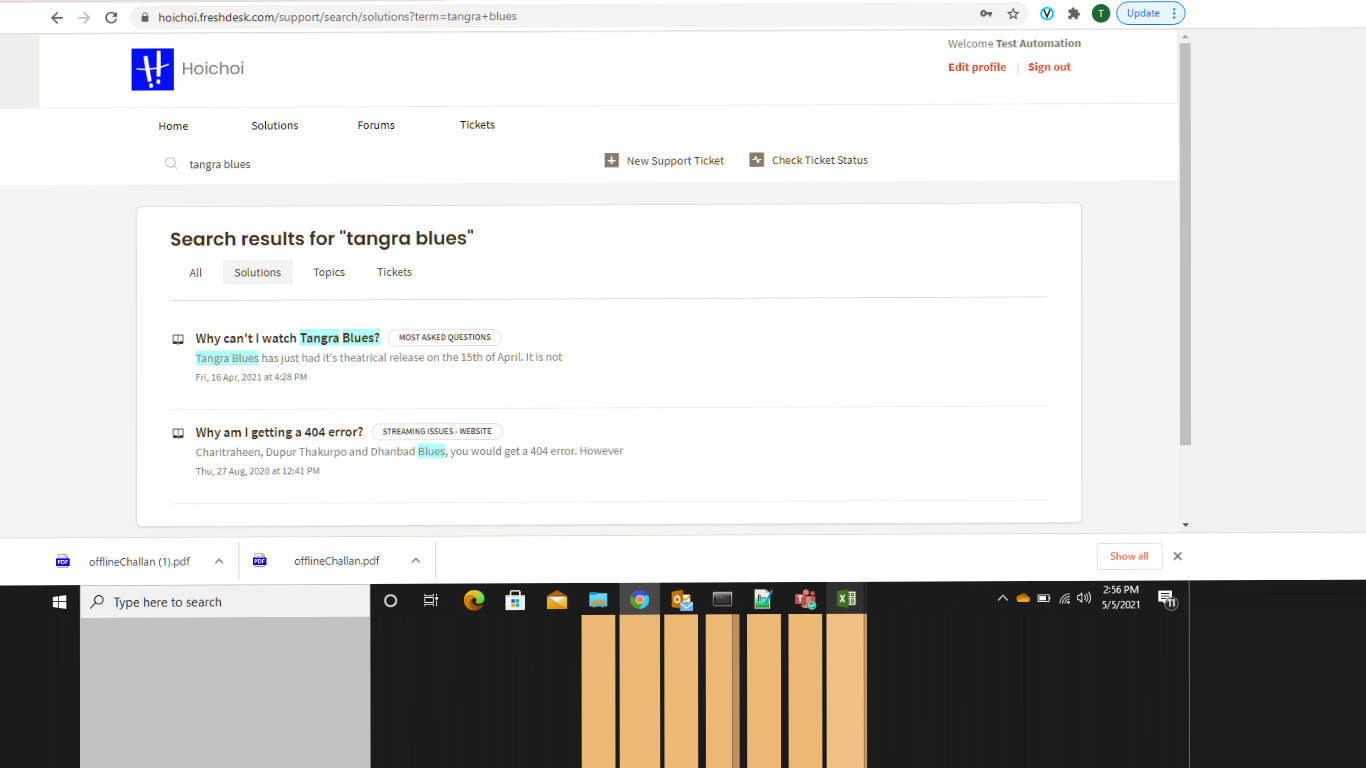 hoichoi.freshdesk.com/support/search/solutions?term=tangra+blues
T
Update
Hoichoi
Welcome Test Automation
Edit profile | Sign out
Home Solutions Forums Tickets
tangra blues
New Support Ticket Check Ticket Status
Search results for "tangra blues"
All Solutions Topics Tickets
Why can't I watch Tangra Blues? MOST ASKED QUESTIONS
Tangra Blues has just had it's theatrical release on the 15th of April. It is not
Fri, 16 Apr, 2021 at 4:28 PM
Why am I getting a 404 error? STREAMING ISSUES - WEBSITE
Charitraheen, Dupur Thakurpo and Dhanbad Blues, you would get a 404 error. However
Thu, 27 Aug, 2020 at 12:41 PM
PDF offlineChallan (1).pdf PDF offlineChallan.pdf Show all
Type here to search
2:56 PM
5/5/2021
11